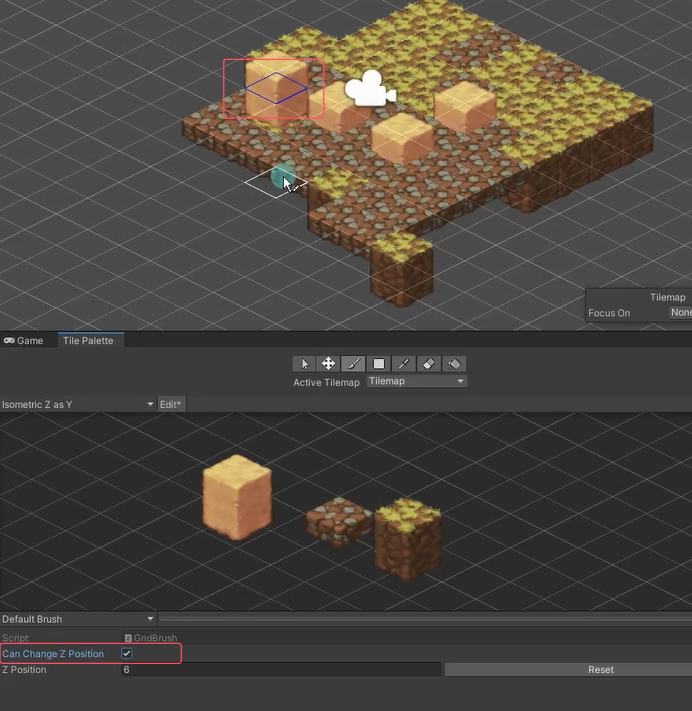 Tilemap
Focus On None
Game Tile Palette
Active Tilemap Tilemap
Isometric Z as Y Edit*
Default Brush
Script GridBrush
Can Change Z Position
Z Position 6 Reset